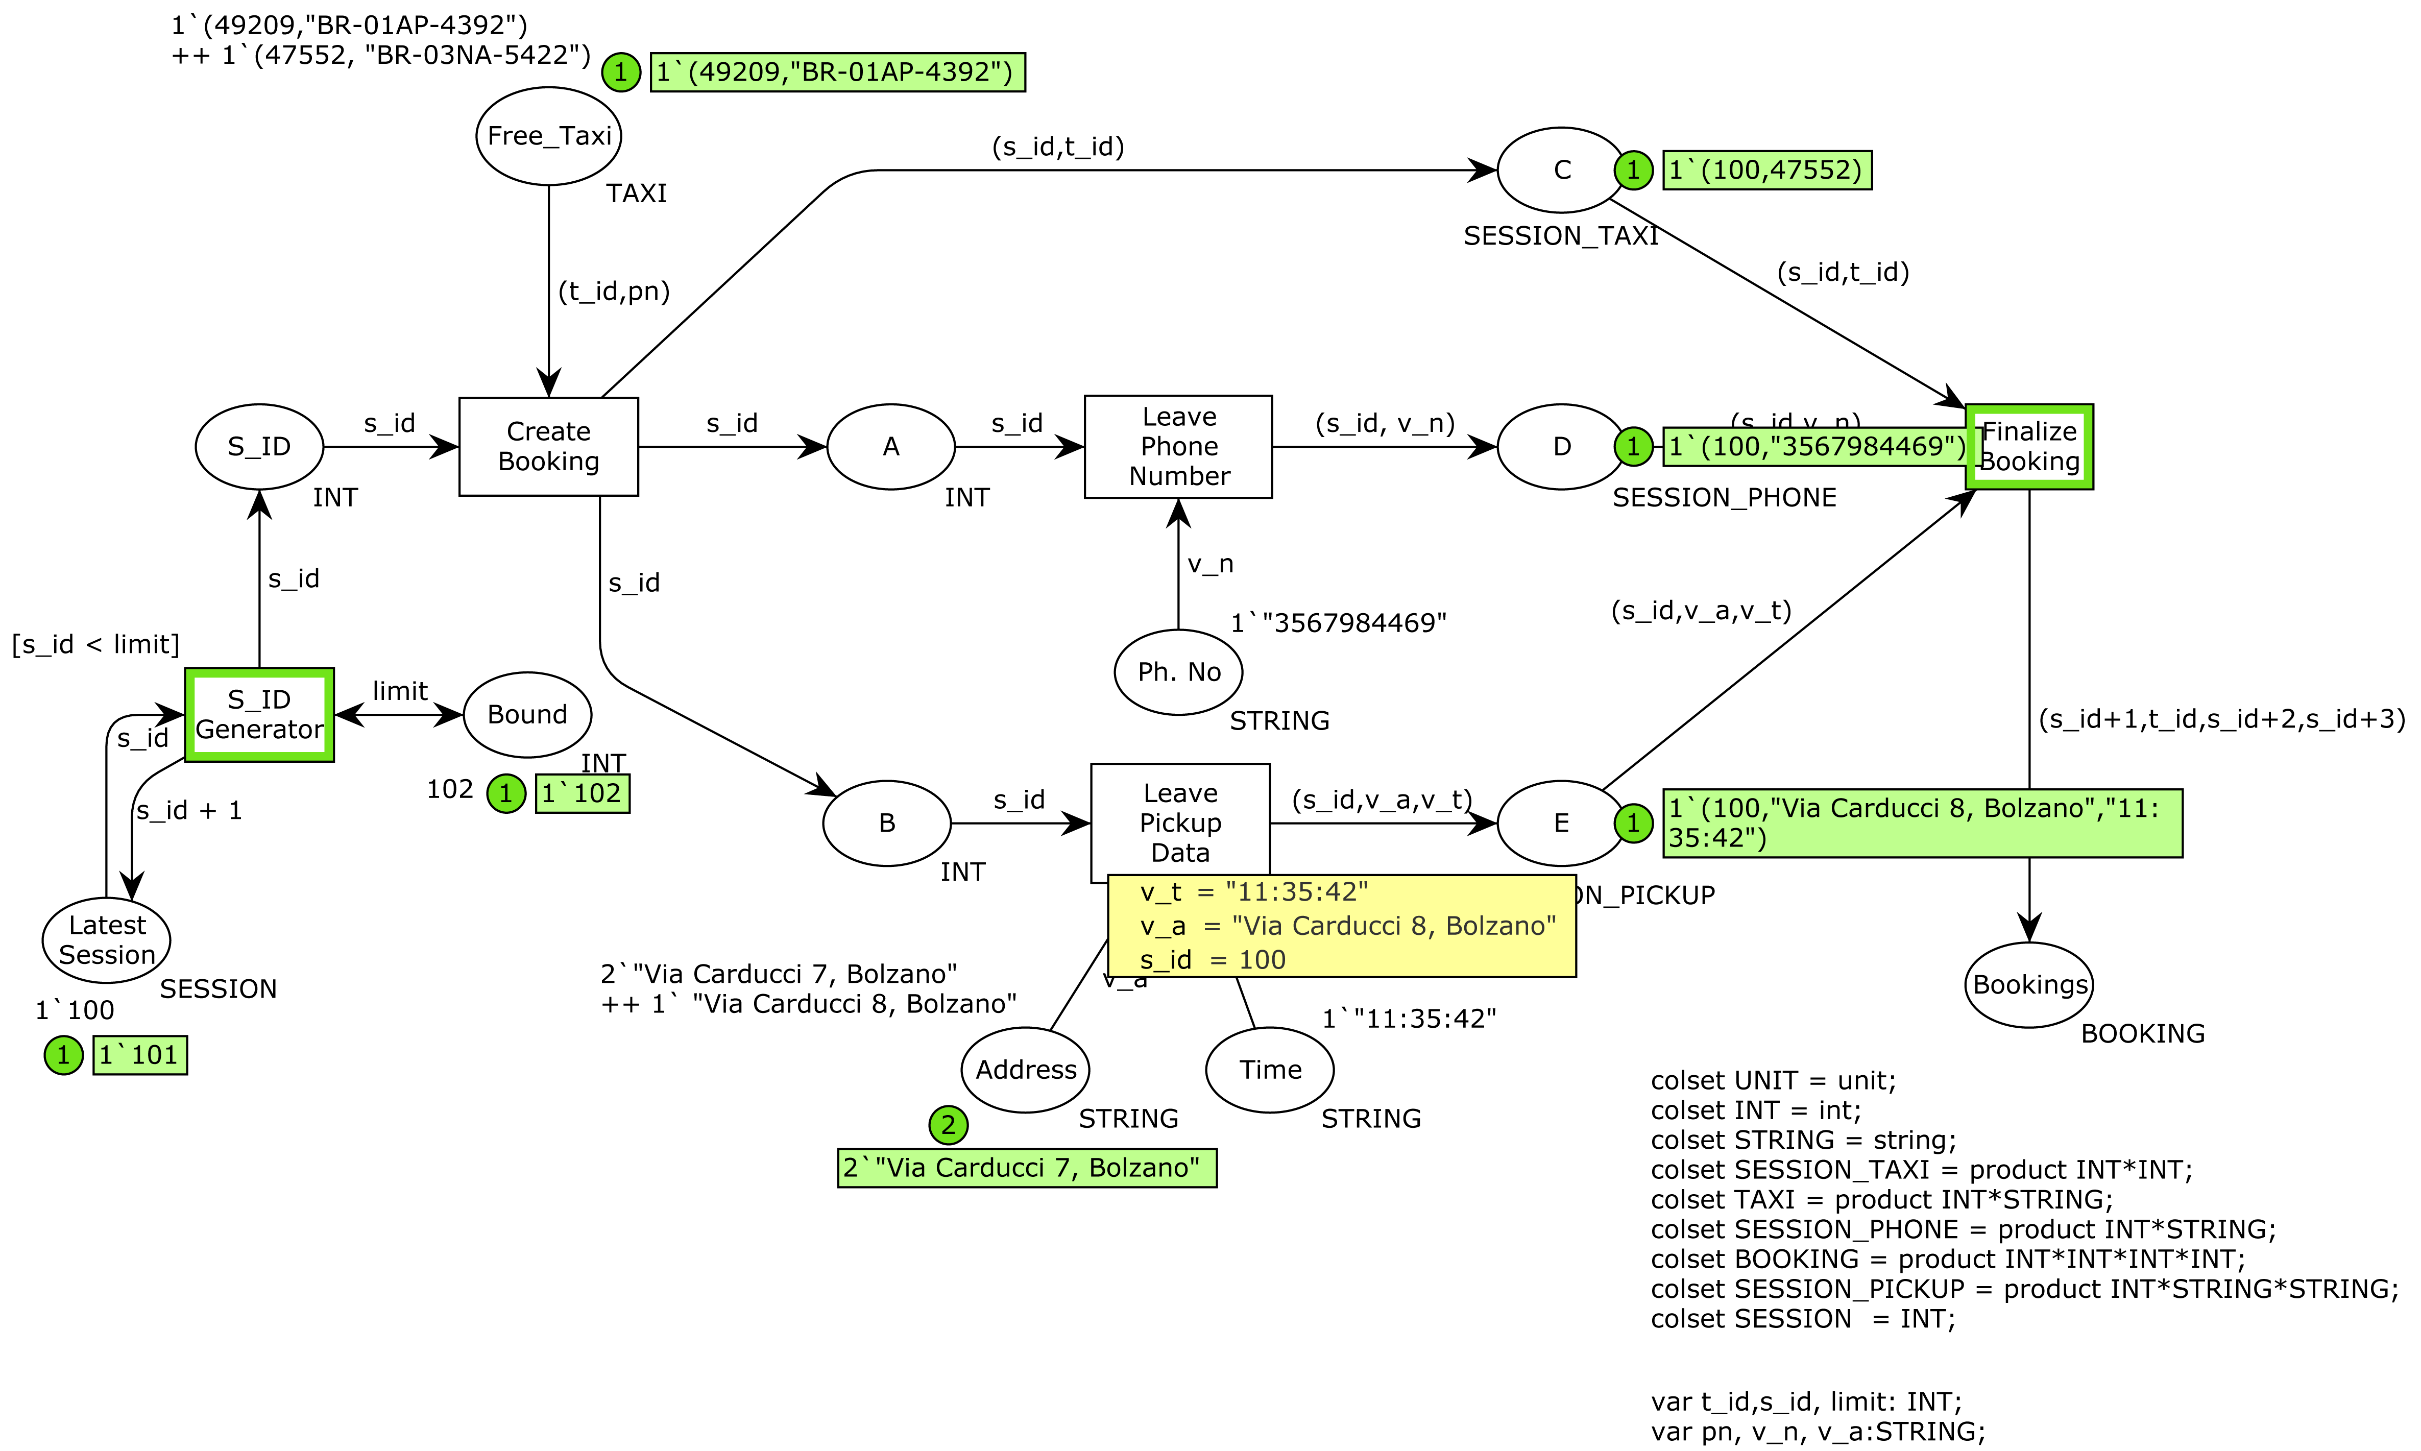 1`(49209,"BR-01AP-4392")
++ 1`(47552, "BR-03NA-5422")
1
1`(49209,"BR-01AP-4392")
Free_Taxi
TAXI
(s_id,t_id)
C
1
1`(100,47552)
SESSION_TAXI
(t_id,pn)
(s_id,t_id)
S_ID
INT
s_id
Create
Booking
s_id
A
INT
s_id
Leave
Phone
Number
(s_id, v_n)
D
1
(s_id,v_n)
1`(100,"3567984469")
SESSION_PHONE
Finalize
Booking
s_id
s_id
v_n
1`"3567984469"
Ph. No
STRING
(s_id,v_a,v_t)
[s_id < limit]
S_ID
Generator
limit
Bound
INT
102
1
1`102
s_id
s_id + 1
(s_id+1,t_id,s_id+2,s_id+3)
B
INT
s_id
Leave
Pickup
Data
(s_id,v_a,v_t)
E
1
1`(100,"Via Carducci 8, Bolzano","11:
35:42")
ON_PICKUP
v_t = "11:35:42"
v_a = "Via Carducci 8, Bolzano"
s_id = 100
v_a
Latest
Session
SESSION
1`100
1
1`101
2`"Via Carducci 7, Bolzano"
++ 1` "Via Carducci 8, Bolzano"
1`"11:35:42"
Address
STRING
2
2`"Via Carducci 7, Bolzano"
Time
STRING
Bookings
BOOKING
colset UNIT = unit;
colset INT = int;
colset STRING = string;
colset SESSION_TAXI = product INT*INT;
colset TAXI = product INT*STRING;
colset SESSION_PHONE = product INT*STRING;
colset BOOKING = product INT*INT*INT*INT;
colset SESSION_PICKUP = product INT*STRING*STRING;
colset SESSION = INT;
var t_id,s_id, limit: INT;
var pn, v_n, v_a:STRING;